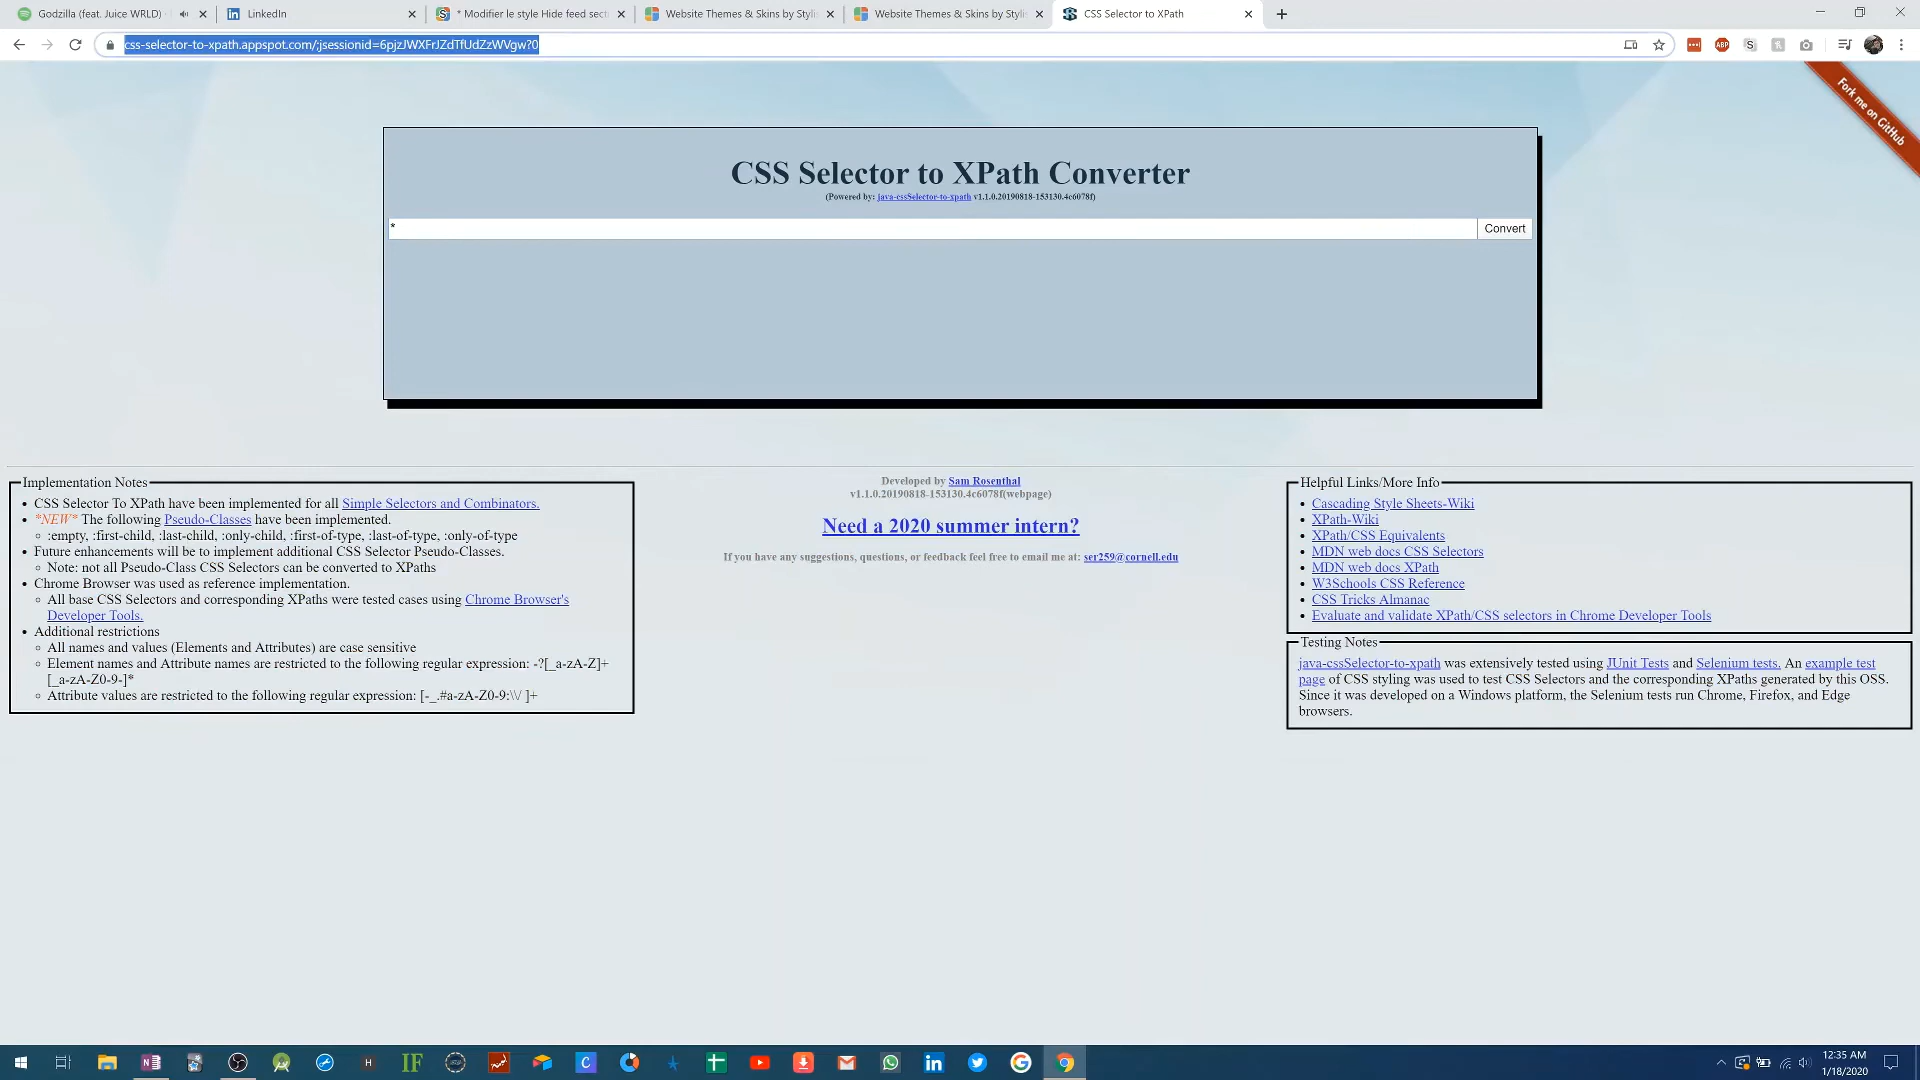 Godzilla (feat. Juice WRLD)
LinkedIn
* Modifier le style Hide feed sect
Website Themes & Skins by Styli
Website Themes & Skins by Styli
CSS Selector to XPath
css-selector-to-xpath.appspot.com/;jsessionid=6pjzJWXFrJZdTfUdZzWVgw?0
ABP
S
Fork me on GitHub
CSS Selector to XPath Converter
(Powered by: java-cssSelector-to-xpath v1.1.0.20190818-153130.4c6078f)
*
Convert
Implementation Notes
• CSS Selector To XPath have been implemented for all Simple Selectors and Combinators.
• *NEW* The following Pseudo-Classes have been implemented.
◦ :empty, :first-child, :last-child, :only-child, :first-of-type, :last-of-type, :only-of-type
• Future enhancements will be to implement additional CSS Selector Pseudo-Classes.
◦ Note: not all Pseudo-Class CSS Selectors can be converted to XPaths
• Chrome Browser was used as reference implementation.
◦ All base CSS Selectors and corresponding XPaths were tested cases using Chrome Browser's
Developer Tools.
• Additional restrictions
◦ All names and values (Elements and Attributes) are case sensitive
◦ Element names and Attribute names are restricted to the following regular expression: -?[_a-zA-Z]+
[_a-zA-Z0-9-]*
◦ Attribute values are restricted to the following regular expression: [-_.#a-zA-Z0-9:\\/ ]+
Developed by Sam Rosenthal
v1.1.0.20190818-153130.4c6078f(webpage)
Need a 2020 summer intern?
If you have any suggestions, questions, or feedback feel free to email me at: ser259@cornell.edu
Helpful Links/More Info
• Cascading Style Sheets-Wiki
• XPath-Wiki
• XPath/CSS Equivalents
• MDN web docs CSS Selectors
• MDN web docs XPath
• W3Schools CSS Reference
• CSS Tricks Almanac
• Evaluate and validate XPath/CSS selectors in Chrome Developer Tools
Testing Notes
java-cssSelector-to-xpath was extensively tested using JUnit Tests and Selenium tests. An example test
page of CSS styling was used to test CSS Selectors and the corresponding XPaths generated by this OSS.
Since it was developed on a Windows platform, the Selenium tests run Chrome, Firefox, and Edge
browsers.
H
IF
C
12:35 AM
1/18/2020